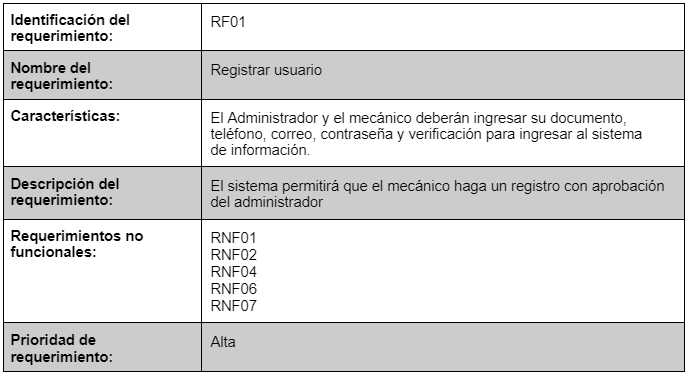 Identificación del
requerimiento:
RF01
Nombre del
requerimiento:
Registrar usuario
Características:
El Administrador y el mecánico deberán ingresar su documento,
teléfono, correo, contraseña y verificación para ingresar al sistema
de información.
Descripción del
requerimiento:
El sistema permitirá que el mecánico haga un registro con aprobación
del administrador
Requerimientos no
funcionales:
RNF01
RNF02
RNF04
RNF06
RNF07
Prioridad de
requerimiento:
Alta